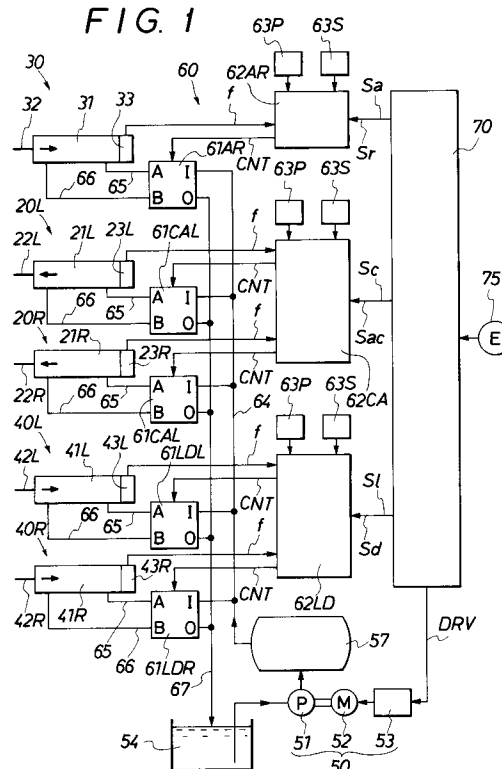 FIG. 1
63P 63S
30 60 62AR
32 31 33 f Sa 70
61AR CNT Sr
A I
66 65 B O 63P 63S
20L
22L 21L 23L 61CAL f
A I
66 65 B O CNT Sc
20R 21R f Sac 75
23R E
22R CNT
A I 64 62CA
66 65 B O 63P 63S
40L 61CAL
42L 41L 43L 61LDL f
Sl
A I
66 65 B O CNT Sd
40R f
43R
CNT
A I
42R 41R B O 62LD DRV
65 66 61LDR 57
67
54 P M
51 52 53
50